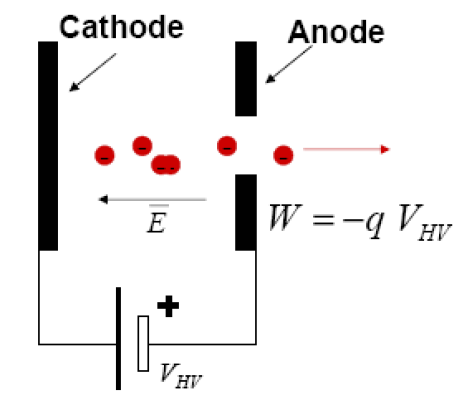 Cathode
Anode
- - - - - -
E̅
W = −q V_HV
+
V_HV